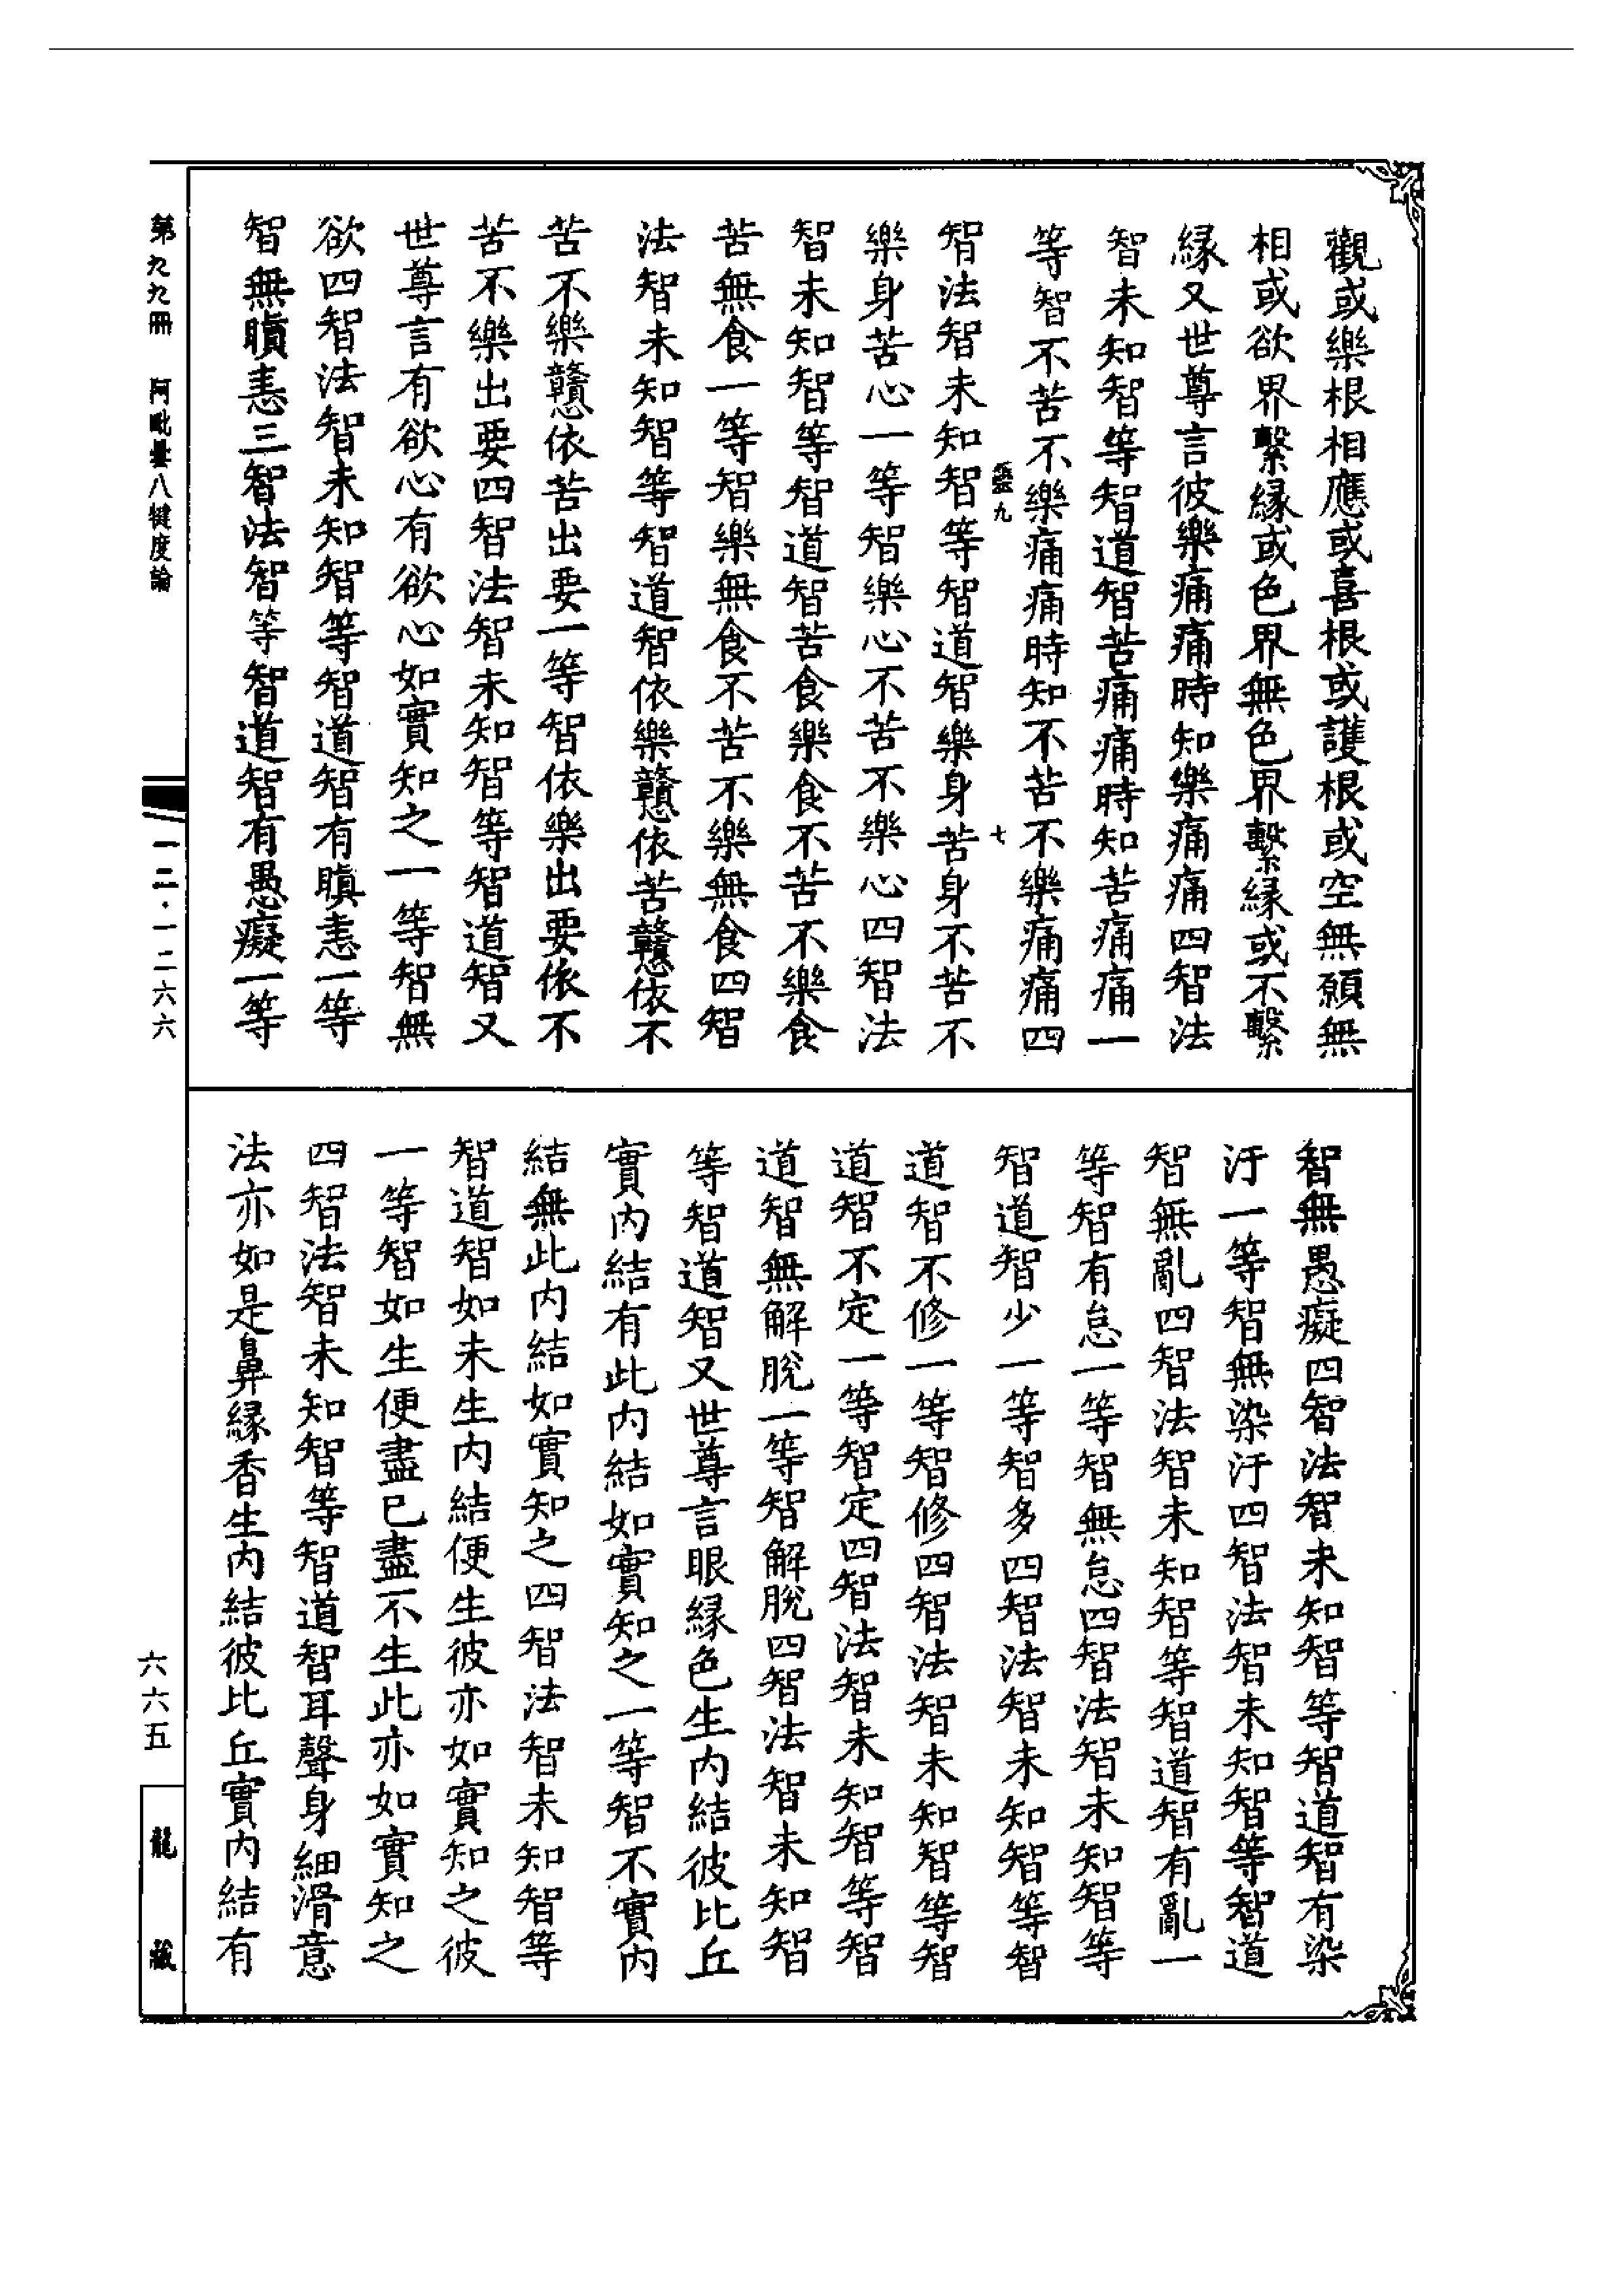 觀或樂根相應或喜根或護根或空無願無
相或欲界繫緣或色界無色界繫緣或不繫
緣又世尊言彼樂痛痛時知樂痛痛四智法
智未知智等智道智苦痛痛時知苦痛痛一
等智不苦不樂痛痛時知不苦不樂痛痛四
九 七
智法智未知智等智道智樂身苦身不苦不
樂身苦心一等智樂心不苦不樂心四智法
智未知智等智道智苦食樂食不苦不樂食
苦無食一等智樂無食不苦不樂無食四智
法智未知智等智道智依樂戇依苦戇依不
苦不樂戇依苦出要一等智依樂出要依不
苦不樂出要四智法智未知智等智道智又
世尊言有欲心有欲心如實知之一等智無
欲四智法智未知智等智道智有瞋恚一等
智無瞋恚三智法智等智道智有愚癡一等
智無愚癡四智法智未知智等智道智有染
汙一等智無染汙四智法智未知智等智道
智無亂四智法智未知智等智道智有亂一
等智有怠一等智無怠四智法智未知智等
智道智少一等智多四智法智未知智等智
道智不修一等智修四智法智未知智等智
道智不定一等智定四智法智未知智等智
道智無解脫一等智解脫四智法智未知智
等智道智又世尊言眼緣色生內結彼比丘
實內結有此內結如實知之一等智不實內
結無此內結如實知之四智法智未知智等
智道智如未生內結便生彼亦如實知之彼
一等智如生便盡已盡不生此亦如實知之
四智法智未知智等智道智耳聲身細滑意
法亦如是鼻緣香生內結彼比丘實內結有
第九九冊 阿毗曇八犍度論
一二·一二六六
六六五
龍藏